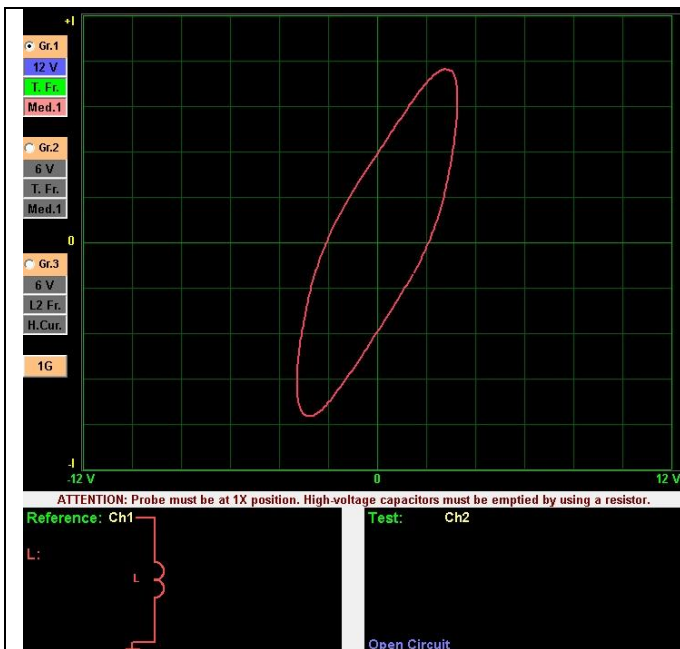 +I
Gr.1
12 V
T. Fr.
Med.1
Gr.2
6 V
T. Fr.
Med.1
0
Gr.3
6 V
L2 Fr.
H.Cur.
1G
-I
-12 V
0
12 V
ATTENTION: Probe must be at 1X position. High-voltage capacitors must be emptied by using a resistor.
Reference: Ch1
L:
L
Test: Ch2
Open Circuit